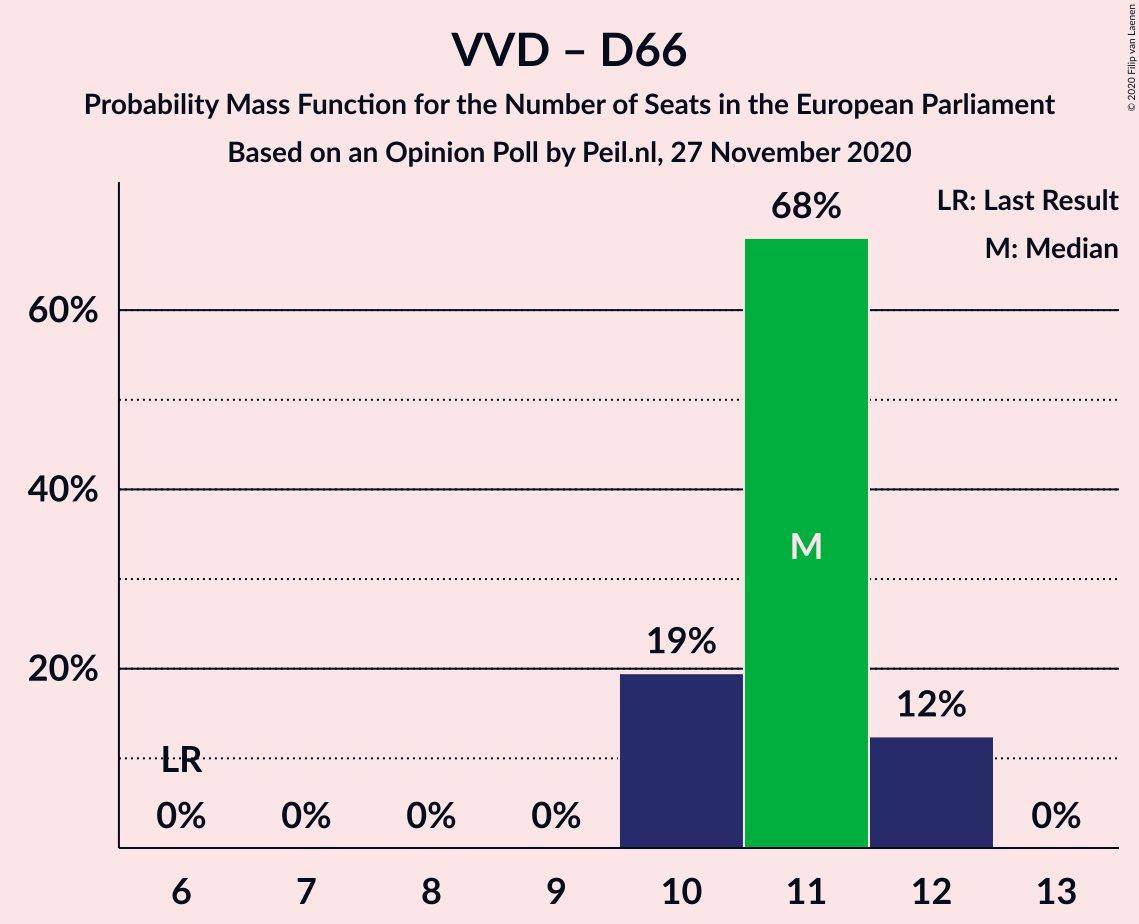 © 2020 Filip van Laenen
VVD – D66
Probability Mass Function for the Number of Seats in the European Parliament
Based on an Opinion Poll by Peil.nl, 27 November 2020
LR: Last Result
M: Median
68%
60%
40%
M
19%
20%
12%
LR
0% 0% 0% 0% 0%
6 7 8 9 10 11 12 13